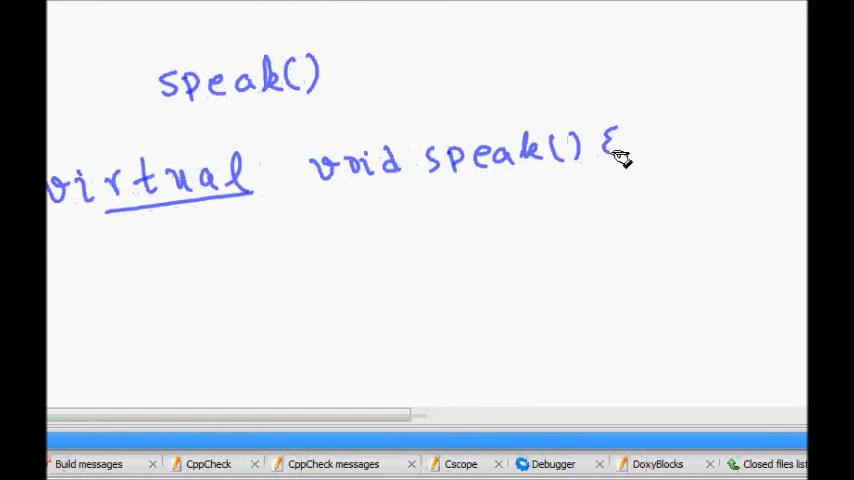 speak()
virtual void speak() {
Build messages CppCheck CppCheck messages Cscope Debugger DoxyBlocks Closed files list